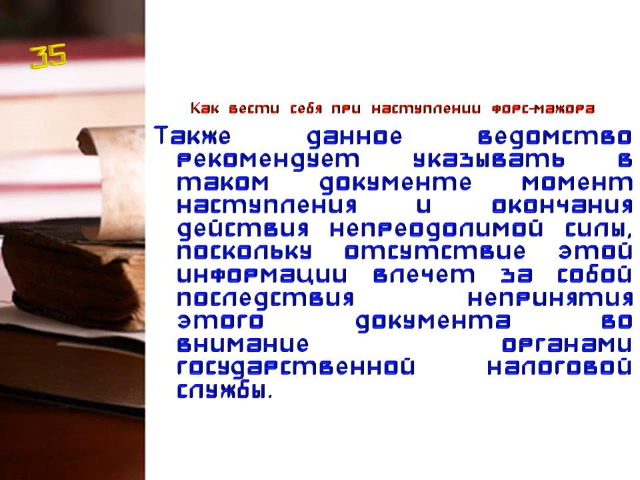 35
Как вести себя при наступлении форс-мажора
Также данное ведомство
рекомендует указывать в
таком документе момент
наступления и окончания
действия непреодолимой силы,
поскольку отсутствие этой
информации влечет за собой
последствия непринятия
этого документа во
внимание органами
государственной налоговой
службы.